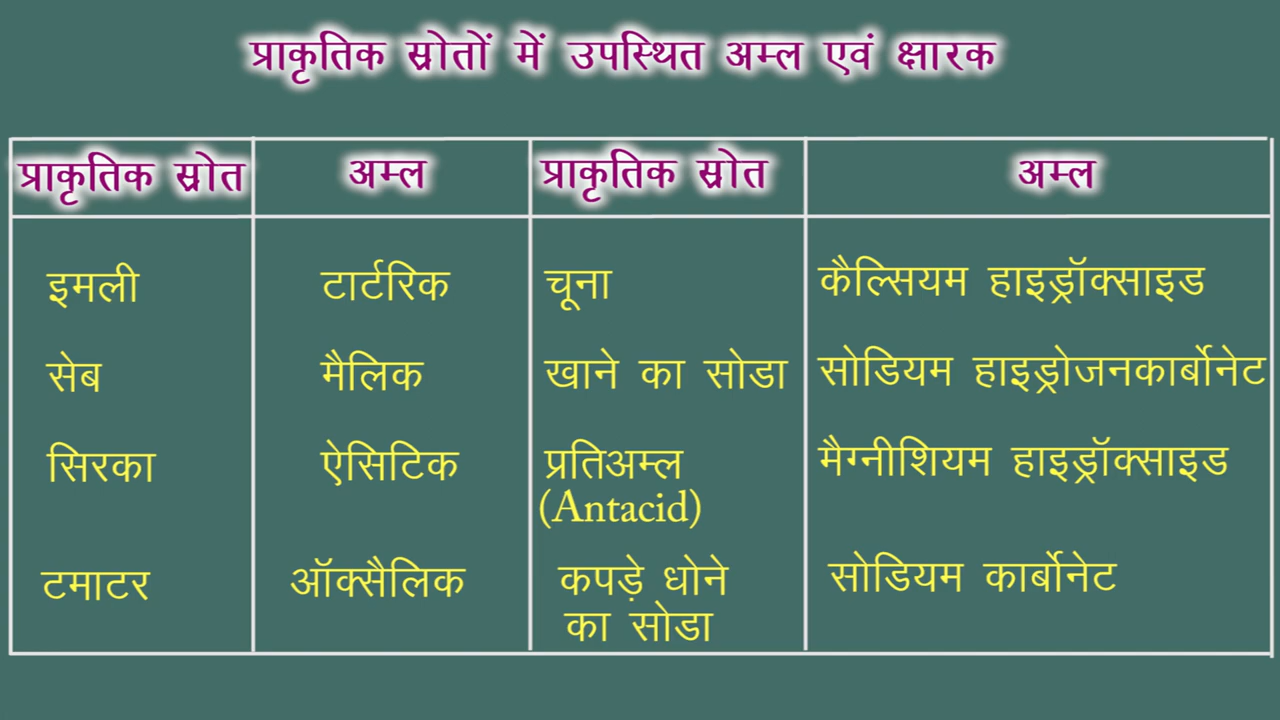 प्राकृतिक स्रोतों में उपस्थित अम्ल एवं क्षारक
प्राकृतिक स्रोत अम्ल प्राकृतिक स्रोत अम्ल
इमली टार्टरिक चूना कैल्सियम हाइड्रॉक्साइड
सेब मैलिक खाने का सोडा सोडियम हाइड्रोजनकार्बोनेट
सिरका ऐसिटिक प्रतिअम्ल मैग्नीशियम हाइड्रॉक्साइड
(Antacid)
टमाटर ऑक्सैलिक कपड़े धोने सोडियम कार्बोनेट
का सोडा